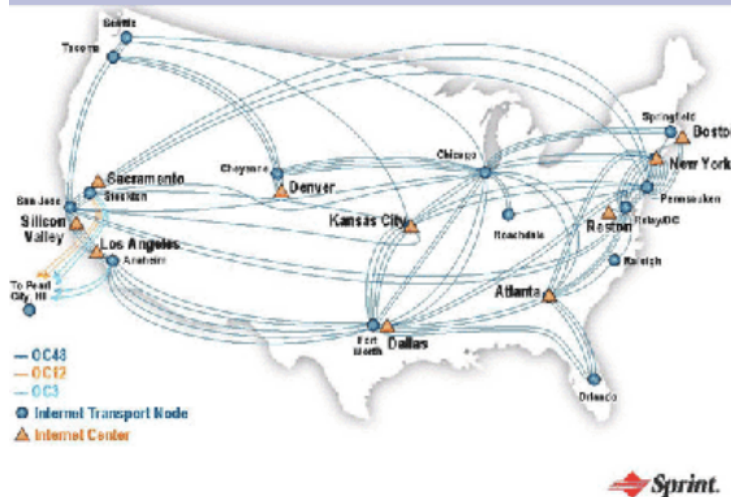 Seattle
Tacoma
Springfield
Boston
Chicago
New York
Cheyenne
Denver
Pennsauken
Sacramento
Stockton
San Jose
Kansas City
Roachdale
Reston
Relay/DC
Silicon
Valley
Los Angeles
Anaheim
Raleigh
To Pearl
City, HI
Atlanta
Fort
Worth
Dallas
Orlando
OC48
OC12
OC3
Internet Transport Node
Internet Center
Sprint.